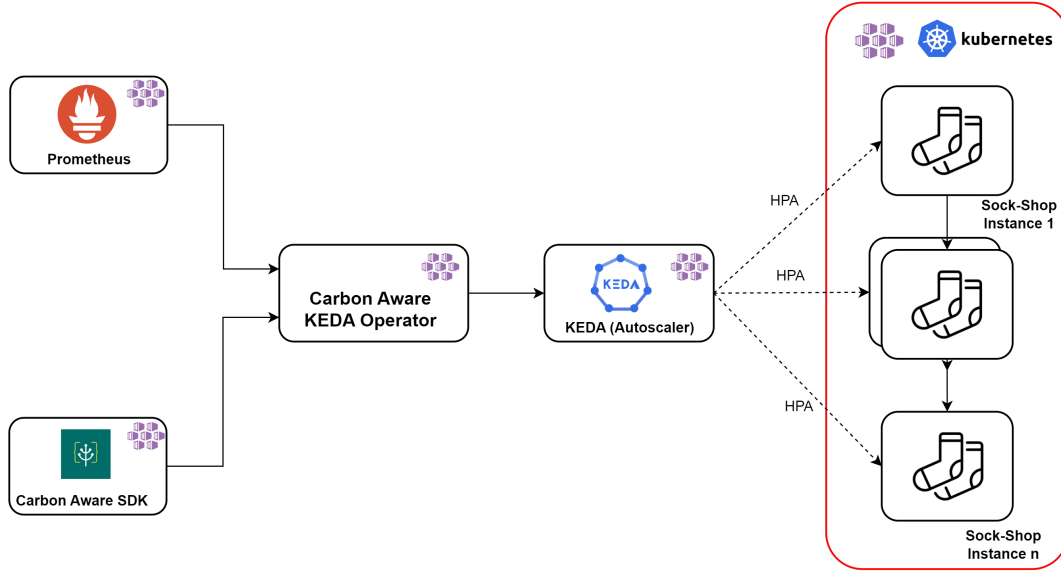 kubernetes
Prometheus
HPA
Sock-Shop
Instance 1
HPA
Carbon Aware
KEDA Operator
KEDA
KEDA (Autoscaler)
HPA
Carbon Aware SDK
Sock-Shop
Instance n